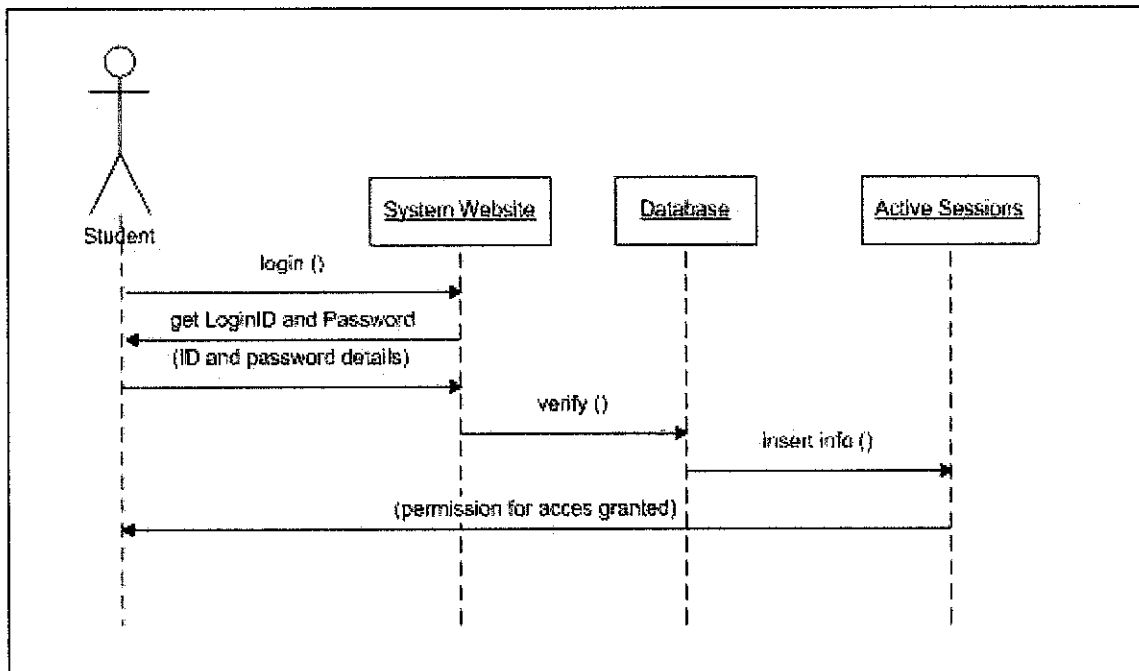 System Website
Database
Active Sessions
Student
login ()
get LoginID and Password
(ID and password details)
verify ()
insert info ()
(permission for acces granted)